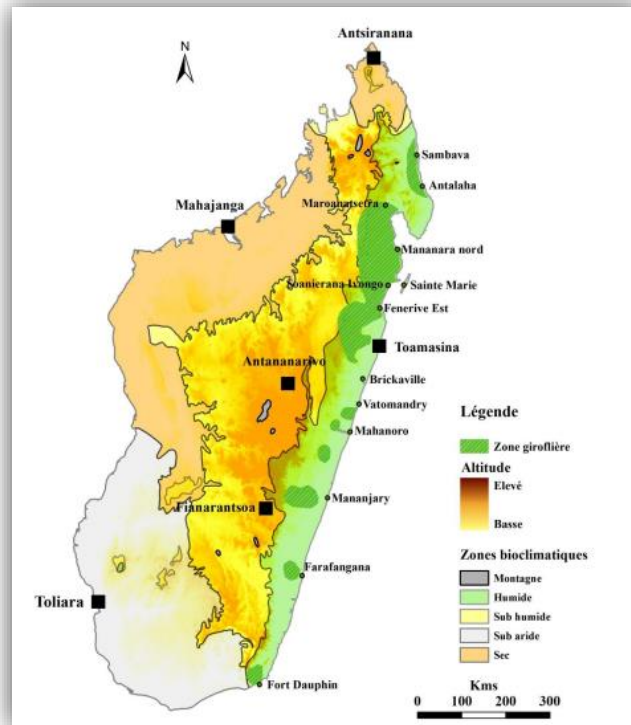 Antsiranana
N
Sambava
Antalaha
Maroanatsetra
Mahajanga
Mananara nord
Soanierana Ivongo
Sainte Marie
Fenerive Est
Toamasina
Antananarivo
Brickaville
Vatomandry
Mahanoro
Mananjary
Fianarantsoa
Farafangana
Toliara
Fort Dauphin
Légende
Zone giroflière
Altitude
Elevé
Basse
Zones bioclimatiques
Montagne
Humide
Sub humide
Sub aride
Sec
Kms
0 100 200 300